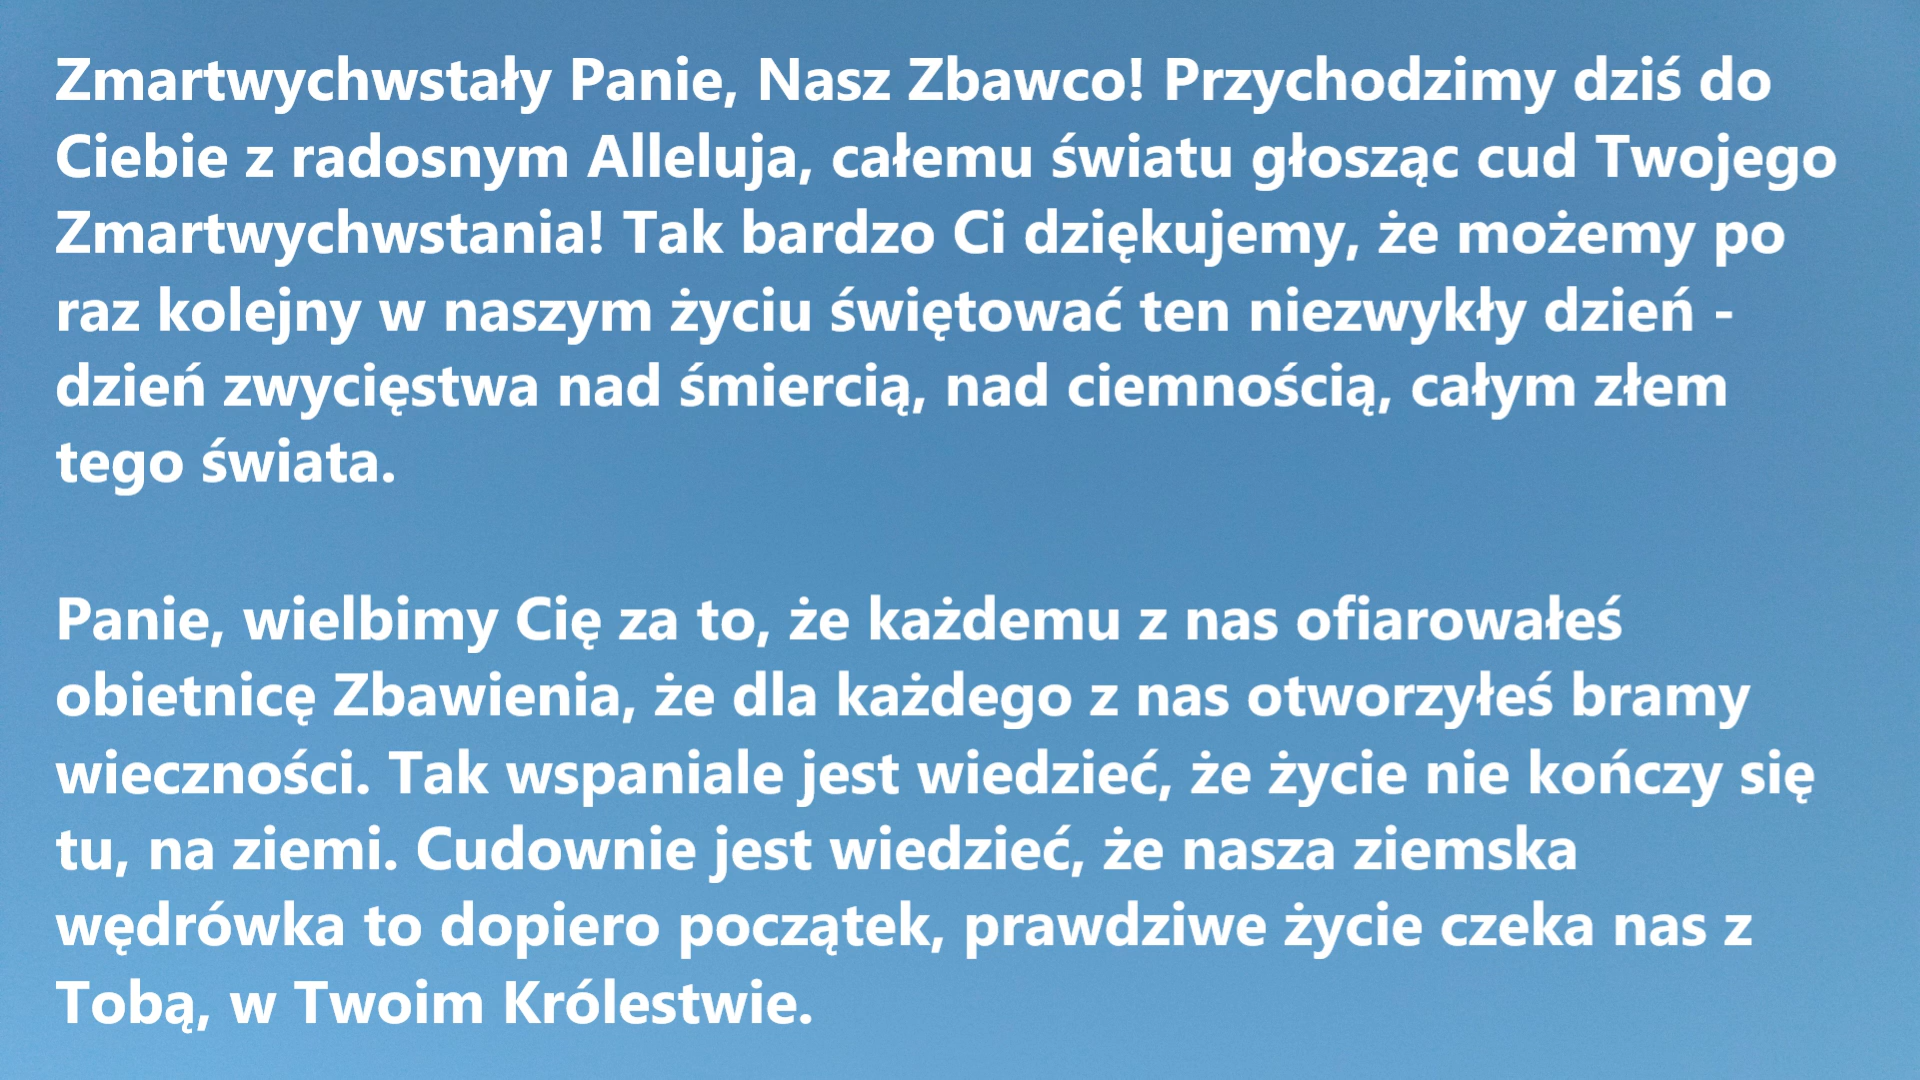 Zmartwychwstały Panie, Nasz Zbawco! Przychodzimy dziś do
Ciebie z radosnym Alleluja, całemu światu głosząc cud Twojego
Zmartwychwstania! Tak bardzo Ci dziękujemy, że możemy po
raz kolejny w naszym życiu świętować ten niezwykły dzień -
dzień zwycięstwa nad śmiercią, nad ciemnością, całym złem
tego świata.
Panie, wielbimy Cię za to, że każdemu z nas ofiarowałeś
obietnicę Zbawienia, że dla każdego z nas otworzyłeś bramy
wieczności. Tak wspaniale jest wiedzieć, że życie nie kończy się
tu, na ziemi. Cudownie jest wiedzieć, że nasza ziemska
wędrówka to dopiero początek, prawdziwe życie czeka nas z
Tobą, w Twoim Królestwie.